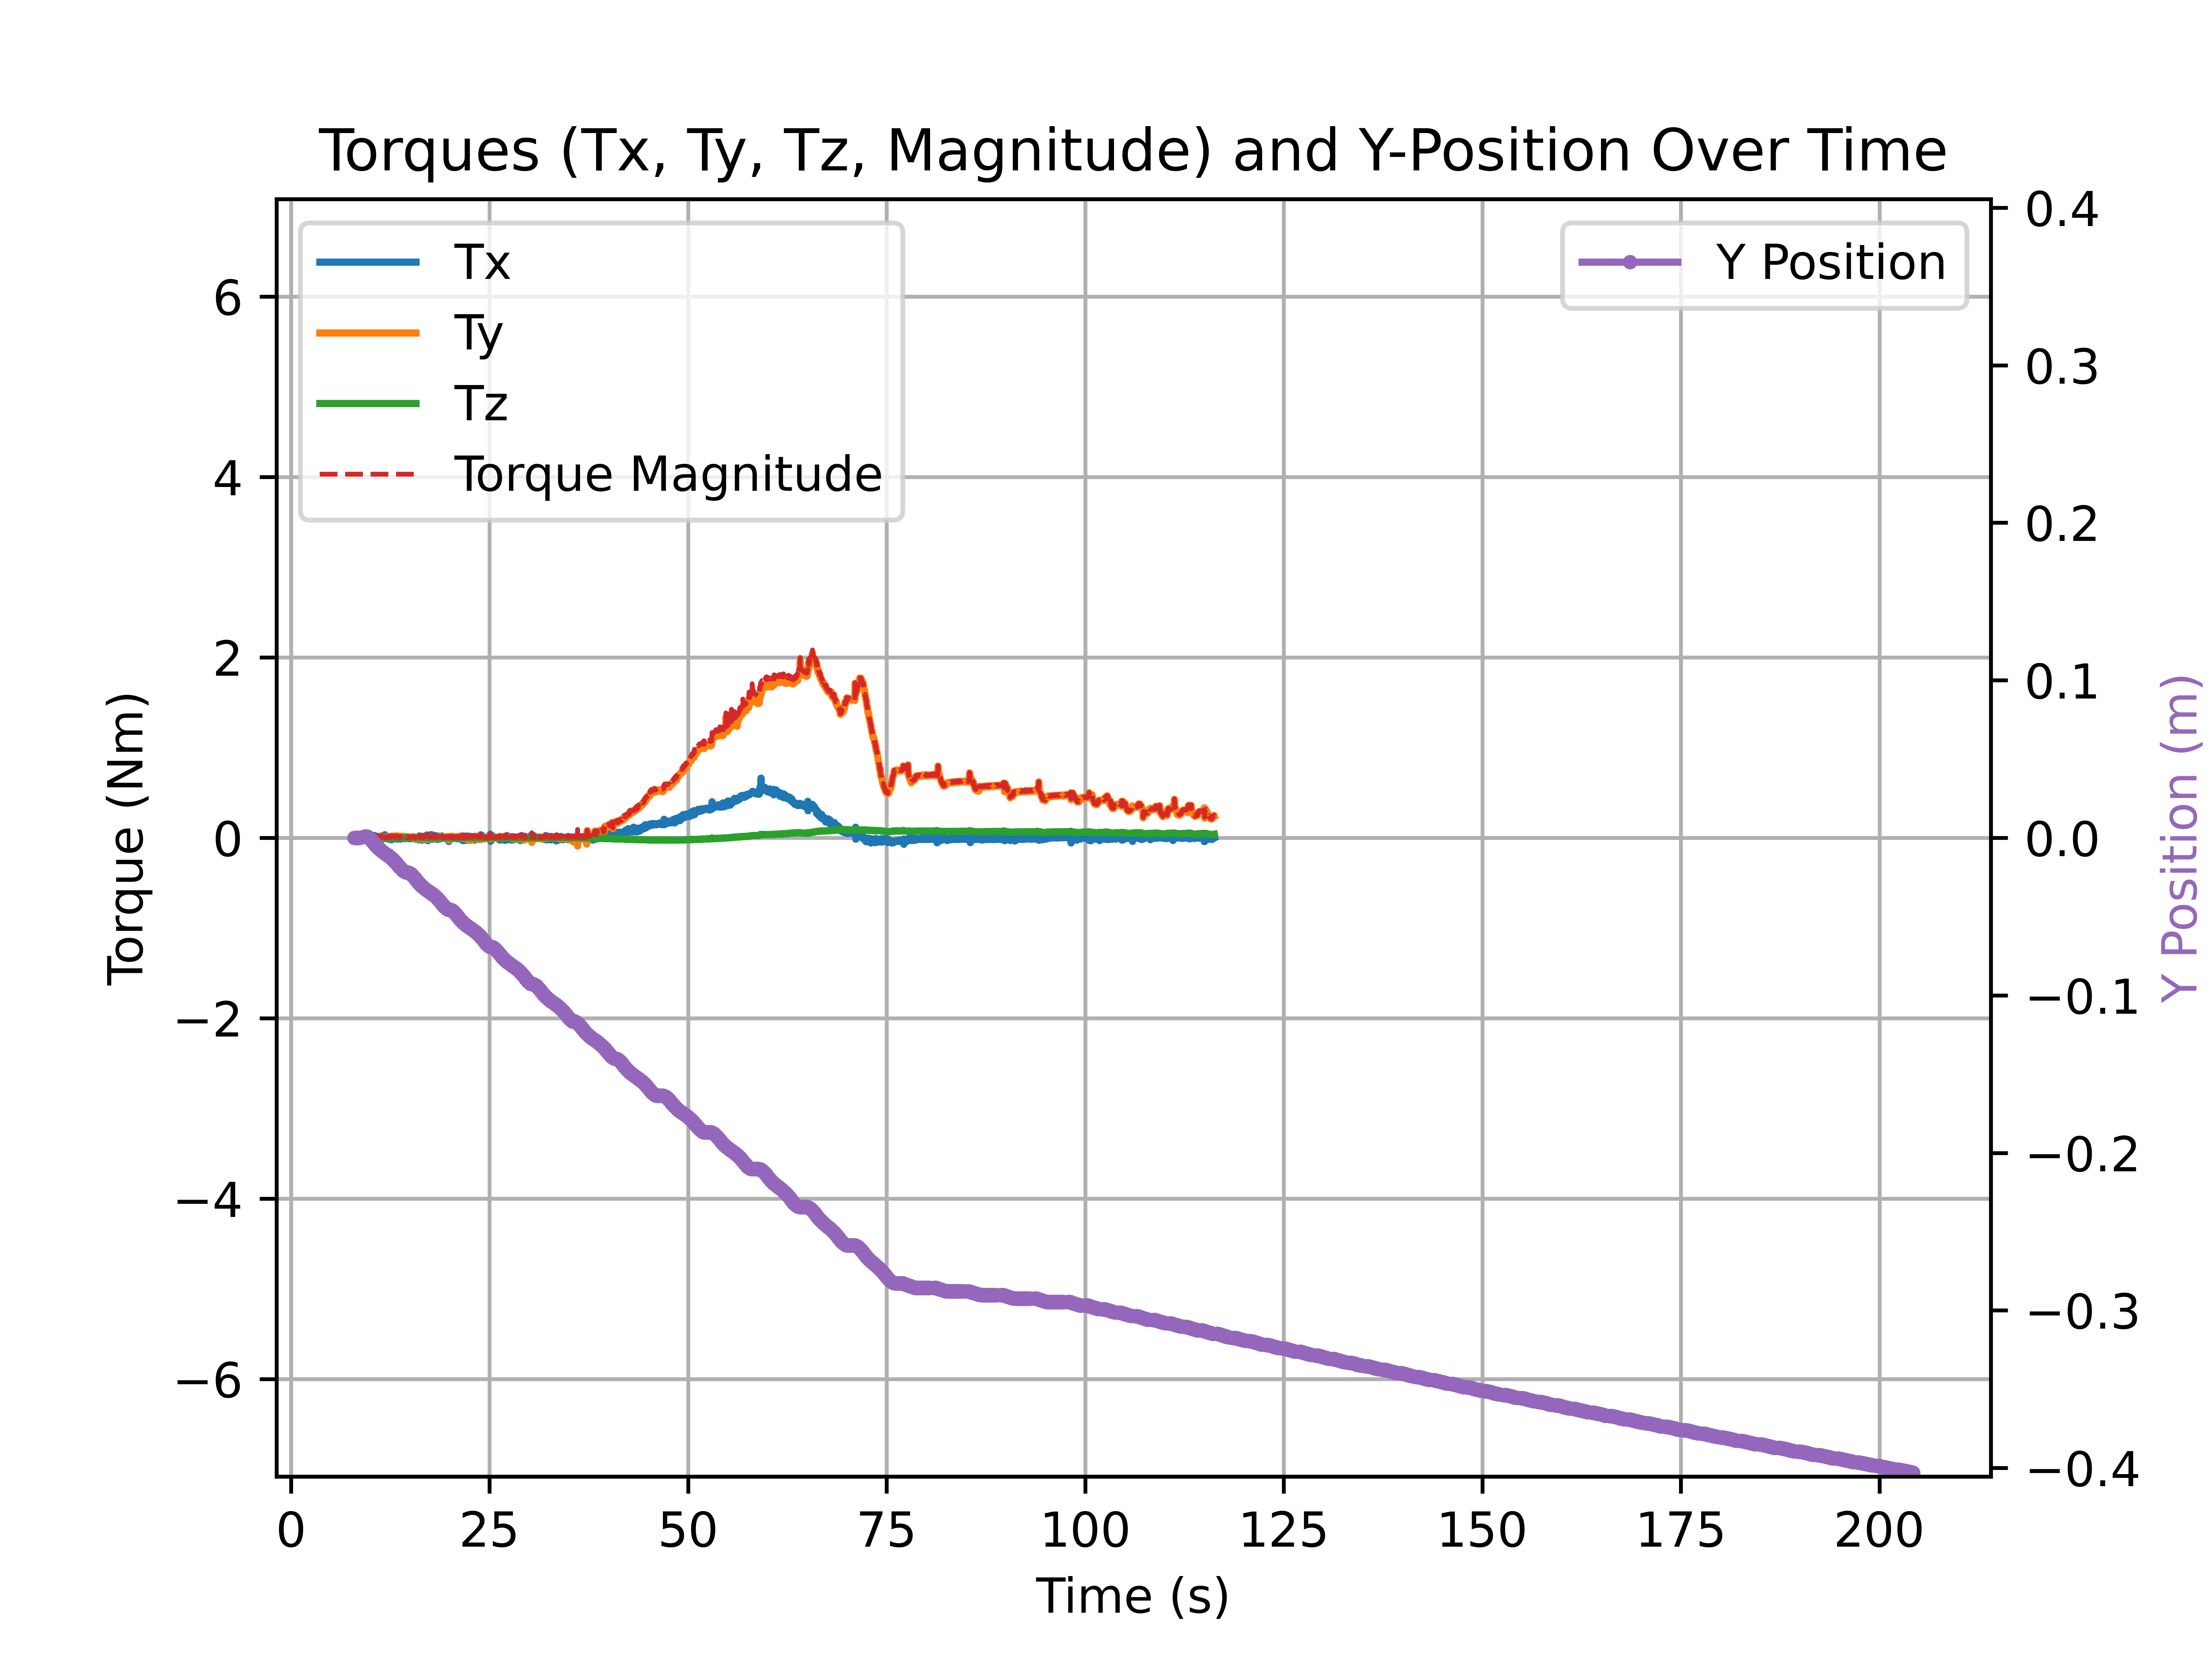 Torques (Tx, Ty, Tz, Magnitude) and Y-Position Over Time
Tx
Ty
Tz
Torque Magnitude
Y Position
Torque (Nm)
6
4
2
0
−2
−4
−6
0.4
0.3
0.2
0.1
0.0
−0.1
−0.2
−0.3
−0.4
Y Position (m)
0 25 50 75 100 125 150 175 200
Time (s)